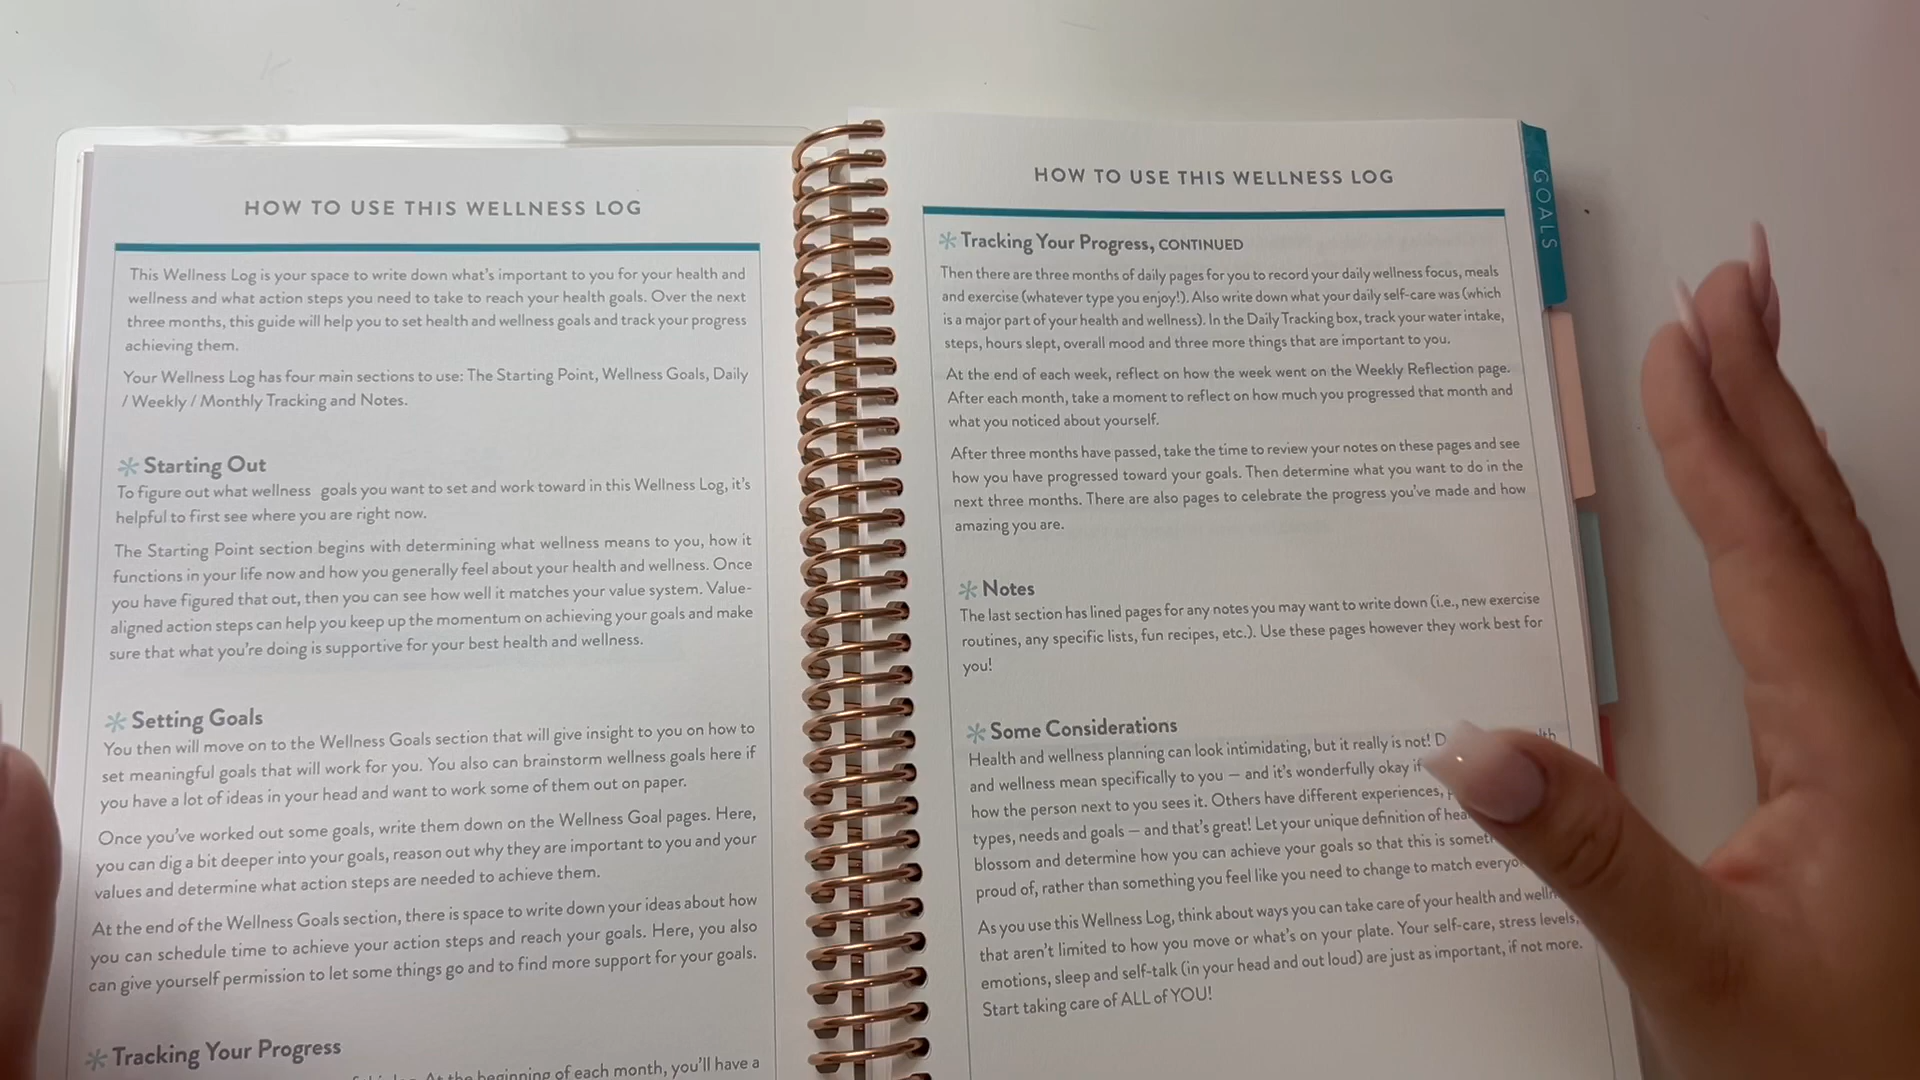 HOW TO USE THIS WELLNESS LOG
This Wellness Log is your space to write down what's important to you for your health and
wellness and what action steps you need to take to reach your health goals. Over the next
three months, this guide will help you to set health and wellness goals and track your progress
achieving them.
Your Wellness Log has four main sections to use: The Starting Point, Wellness Goals, Daily
/ Weekly / Monthly Tracking and Notes.
Starting Out
To figure out what wellness goals you want to set and work toward in this Wellness Log, it's
helpful to first see where you are right now.
The Starting Point section begins with determining what wellness means to you, how it
functions in your life now and how you generally feel about your health and wellness. Once
you have figured that out, then you can see how well it matches your value system. Value-
aligned action steps can help you keep up the momentum on achieving your goals and make
sure that what you're doing is supportive for your best health and wellness.
Setting Goals
You then will move on to the Wellness Goals section that will give insight to you on how to
set meaningful goals that will work for you. You also can brainstorm wellness goals here if
you have a lot of ideas in your head and want to work some of them out on paper.
Once you've worked out some goals, write them down on the Wellness Goal pages. Here,
you can dig a bit deeper into your goals, reason out why they are important to you and your
values and determine what action steps are needed to achieve them.
At the end of the Wellness Goals section, there is space to write down your ideas about how
you can schedule time to achieve your action steps and reach your goals. Here, you also
can give yourself permission to let some things go and to find more support for your goals.
Tracking Your Progress
At the beginning of each month, you'll have a
HOW TO USE THIS WELLNESS LOG
Tracking Your Progress, CONTINUED
Then there are three months of daily pages for you to record your daily wellness focus, meals
and exercise (whatever type you enjoy!). Also write down what your daily self-care was (which
is a major part of your health and wellness). In the Daily Tracking box, track your water intake,
steps, hours slept, overall mood and three more things that are important to you.
At the end of each week, reflect on how the week went on the Weekly Reflection page.
After each month, take a moment to reflect on how much you progressed that month and
what you noticed about yourself.
After three months have passed, take the time to review your notes on these pages and see
how you have progressed toward your goals. Then determine what you want to do in the
next three months. There are also pages to celebrate the progress you've made and how
amazing you are.
Notes
The last section has lined pages for any notes you may want to write down (i.e., new exercise
routines, any specific lists, fun recipes, etc.). Use these pages however they work best for
you!
Some Considerations
Health and wellness planning can look intimidating, but it really is not!
and wellness mean specifically to you — and it's wonderfully okay if
how the person next to you sees it. Others have different experiences,
types, needs and goals — and that's great! Let your unique definition of
blossom and determine how you can achieve your goals so that this is
proud of, rather than something you feel like you need to change to match
As you use this Wellness Log, think about ways you can take care of your health and
that aren't limited to how you move or what's on your plate. Your self-care, stress levels,
emotions, sleep and self-talk (in your head and out loud) are just as important, if not more.
Start taking care of ALL of YOU!
GOALS